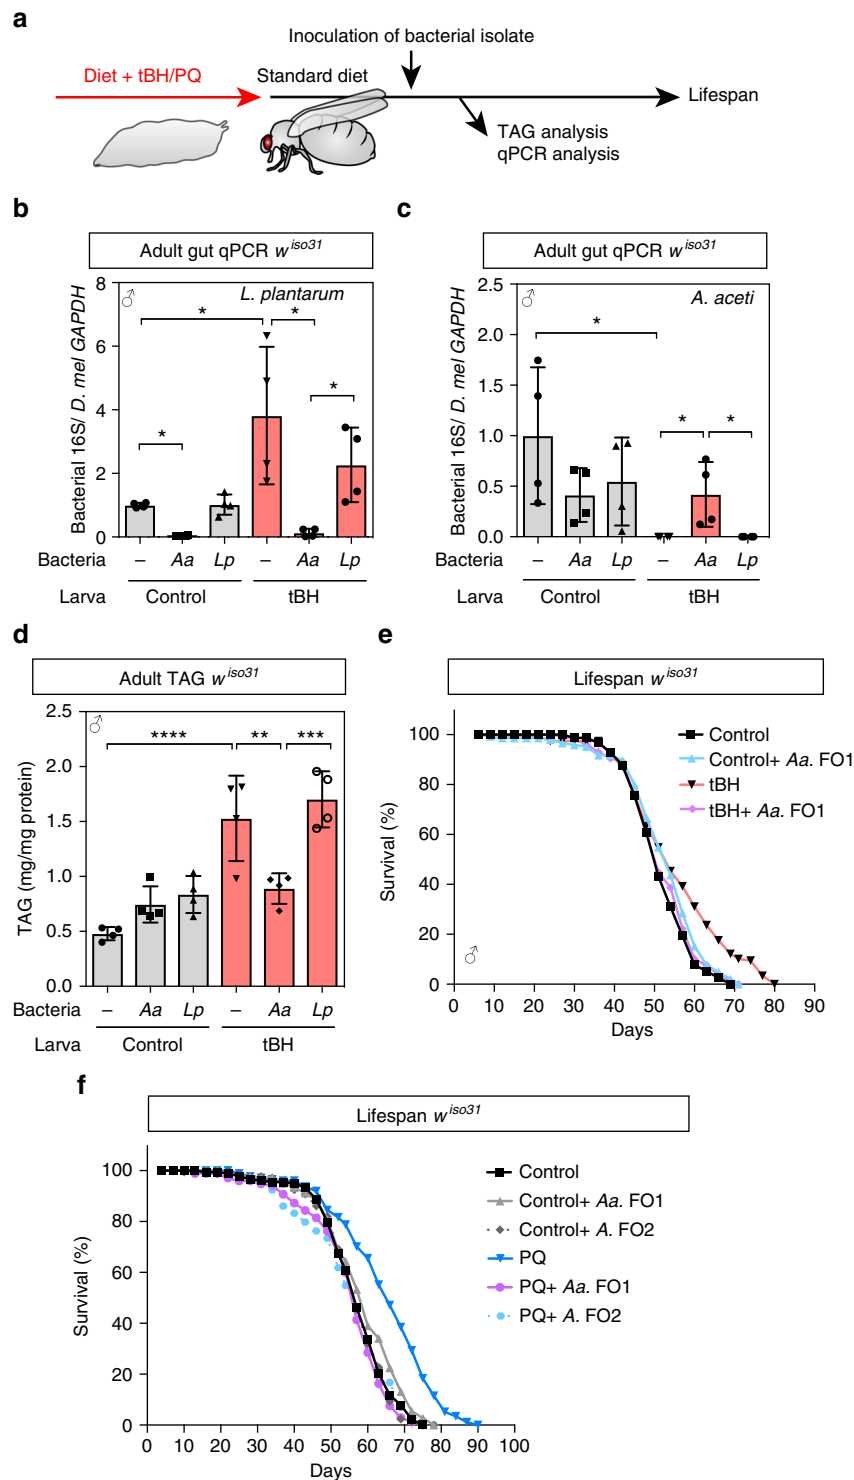 a
Inoculation of bacterial isolate
Diet + tBH/PQ
Standard diet
Lifespan
TAG analysis
qPCR analysis
b
Adult gut qPCR w^iso31
♂
L. plantarum
Bacterial 16S/ D. mel GAPDH
8
6
4
2
0
* * * *
Bacteria – Aa Lp – Aa Lp
Larva Control tBH
c
Adult gut qPCR w^iso31
♂
A. aceti
Bacterial 16S/ D. mel GAPDH
2.5
2.0
1.5
1.0
0.5
0.0
* * *
Bacteria – Aa Lp – Aa Lp
Larva Control tBH
d
Adult TAG w^iso31
♂
TAG (mg/mg protein)
2.5
2.0
1.5
1.0
0.5
0.0
**** ** ***
Bacteria – Aa Lp – Aa Lp
Larva Control tBH
e
Lifespan w^iso31
Survival (%)
100
80
60
40
20
0
♂
Control
Control+ Aa. FO1
tBH
tBH+ Aa. FO1
0 10 20 30 40 50 60 70 80 90
Days
f
Lifespan w^iso31
Survival (%)
100
80
60
40
20
0
Control
Control+ Aa. FO1
Control+ A. FO2
PQ
PQ+ Aa. FO1
PQ+ A. FO2
0 10 20 30 40 50 60 70 80 90 100
Days